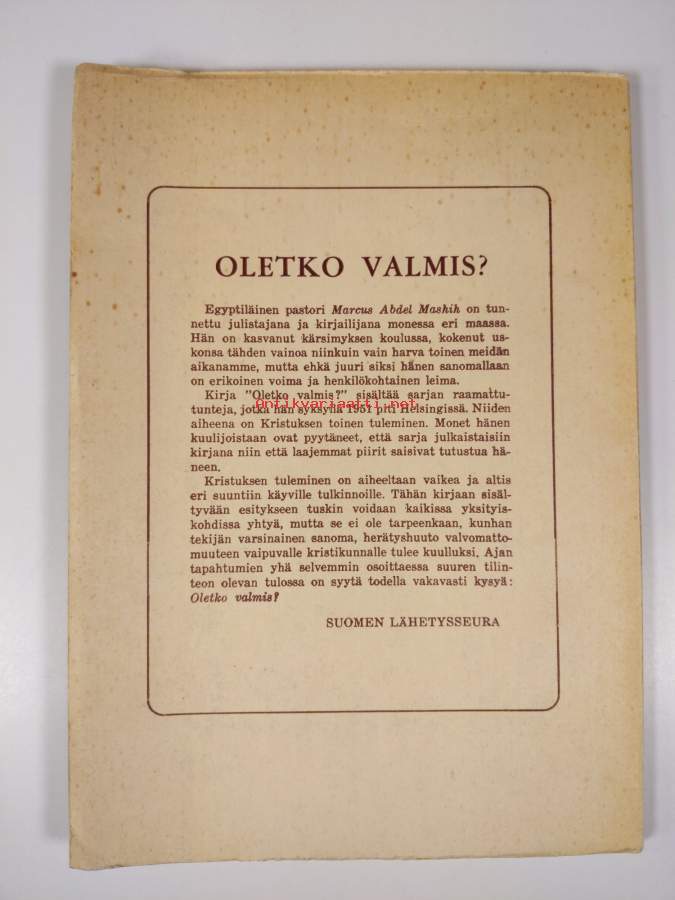 OLETKO VALMIS?
Egyptiläinen pastori Marcus Abdel Mashih on tun-
nettu julistajana ja kirjailijana monessa eri maassa.
Hän on kasvanut kärsimyksen koulussa, kokenut us-
konsa tähden vainoa niinkuin vain harva toinen meidän
aikanamme, mutta ehkä juuri siksi hänen sanomallaan
on erikoinen voima ja henkilökohtainen leima.
Kirja "Oletko valmis?" sisältää sarjan raamattu-
antikvariaatti.net
tunteja, jotka hän syksyllä 1957 piti Helsingissä. Niiden
aiheena on Kristuksen toinen tuleminen. Monet hänen
kuulijoistaan ovat pyytäneet, että sarja julkaistaisiin
kirjana niin että laajemmat piirit saisivat tutustua hä-
neen.
Kristuksen tuleminen on aiheeltaan vaikea ja altis
eri suuntiin käyville tulkinnoille. Tähän kirjaan sisäl-
tyvään esitykseen tuskin voidaan kaikissa yksityis-
kohdissa yhtyä, mutta se ei ole tarpeenkaan, kunhan
tekijän varsinainen sanoma, herätyshuuto valvomatto-
muuteen vaipuvalle kristikunnalle tulee kuulluksi. Ajan
tapahtumien yhä selvemmin osoittaessa suuren tilin-
teon olevan tulossa on syytä todella vakavasti kysyä:
Oletko valmis?
SUOMEN LÄHETYSSEURA